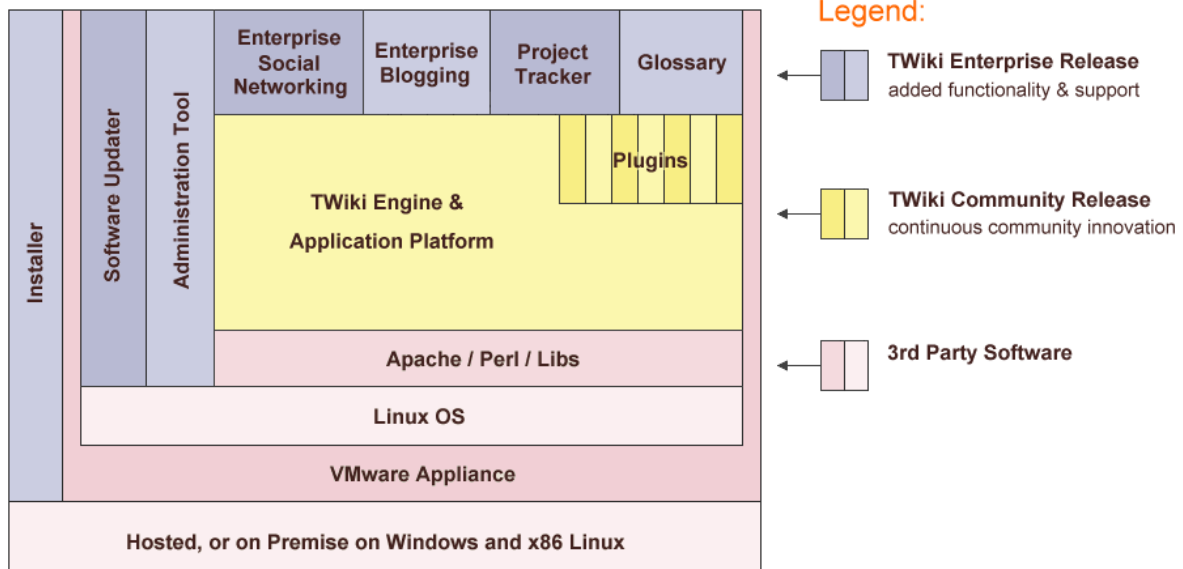 Legend:
Enterprise
Social
Networking
Enterprise
Blogging
Project
Tracker
Glossary
TWiki Enterprise Release
added functionality & support
Installer
Software Updater
Administration Tool
Plugins
TWiki Engine &
Application Platform
TWiki Community Release
continuous community innovation
Apache / Perl / Libs
3rd Party Software
Linux OS
VMware Appliance
Hosted, or on Premise on Windows and x86 Linux